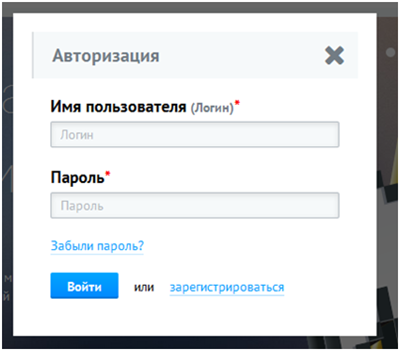 Авторизация
Имя пользователя (Логин)*
Логин
Пароль*
Пароль
Забыли пароль?
Войти или зарегистрироваться